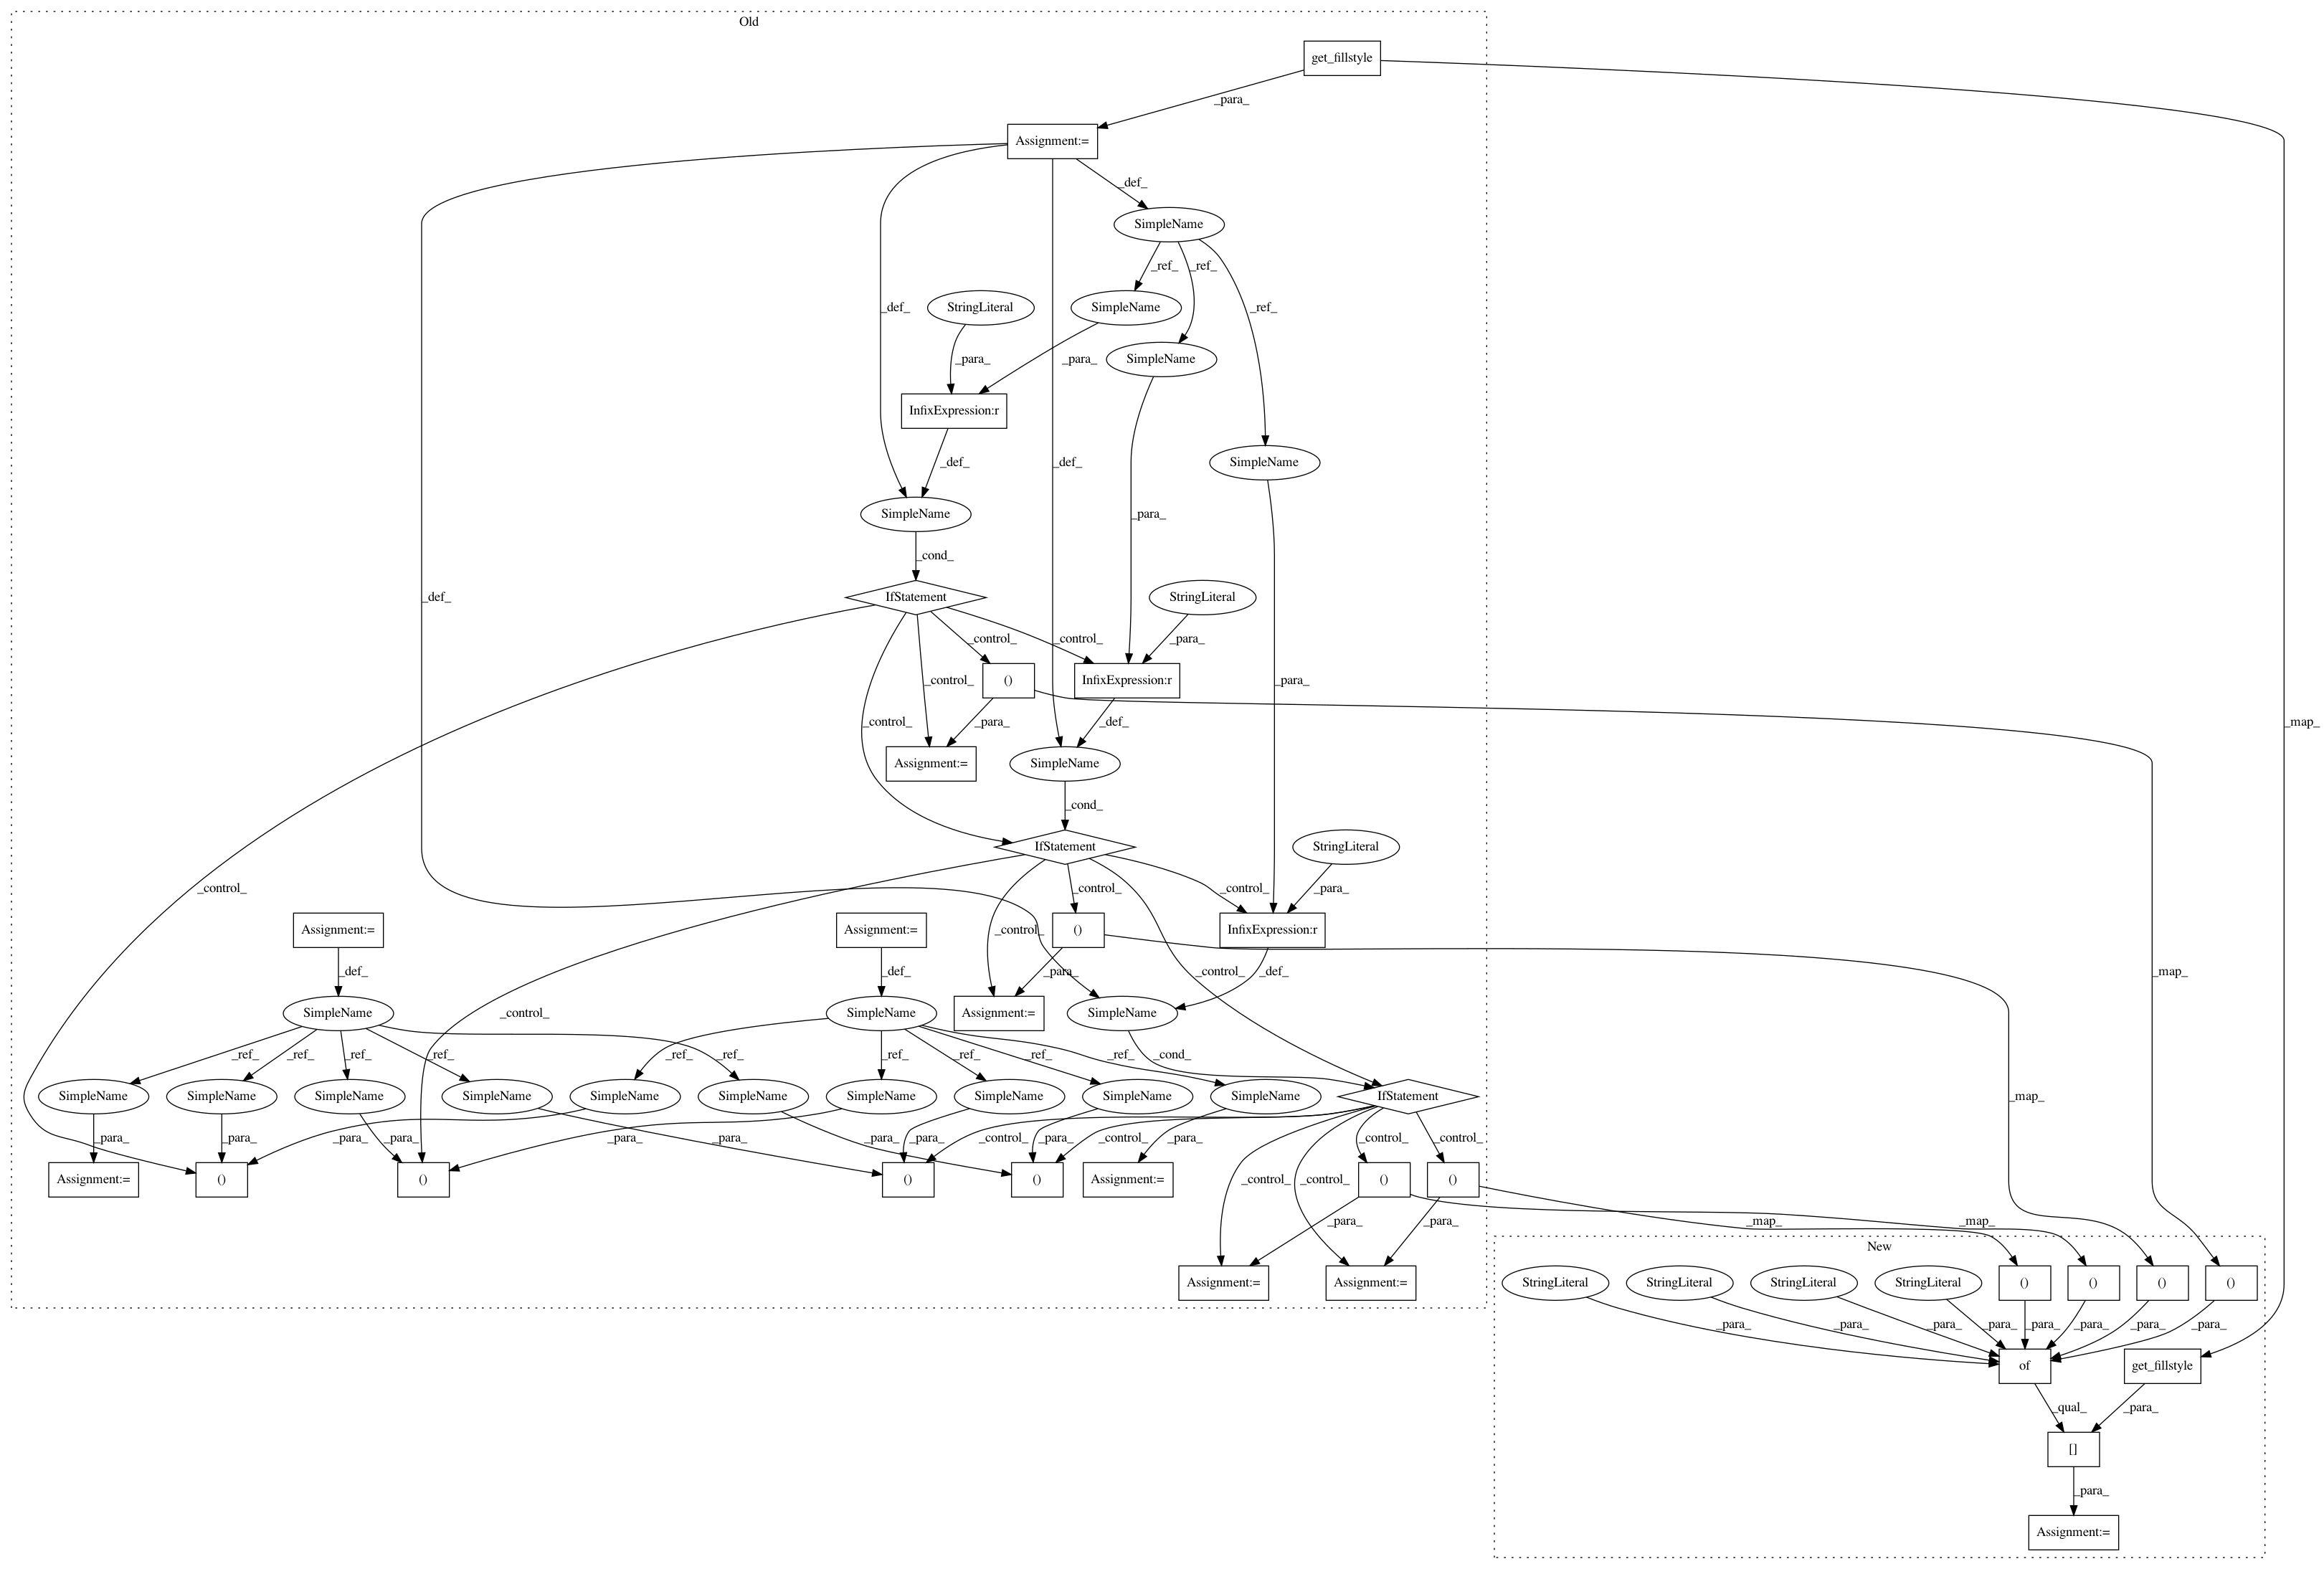 Old
get_fillstyle
_para_
Assignment:=
_def_
SimpleName
_ref_
_ref_
StringLiteral
SimpleName
_def_
_ref_
_para_
_para_
SimpleName
InfixExpression:r
_def_
_def_
SimpleName
SimpleName
_para_
_cond_
_def_
IfStatement
StringLiteral
_control_
_control_
_para_
_control_
()
InfixExpression:r
_para_
_control_
_para_
_def_
_map_
Assignment:=
SimpleName
_cond_
IfStatement
StringLiteral
_control_
_control_
_control_
_para_
Assignment:=
Assignment:=
_control_
()
InfixExpression:r
_def_
_def_
_para_
_control_
_def_
_map_
_control_
SimpleName
SimpleName
Assignment:=
SimpleName
_ref_
_ref_
_ref_
_ref_
_ref_
_ref_
_ref_
_ref_
_ref_
_ref_
_cond_
SimpleName
SimpleName
SimpleName
SimpleName
SimpleName
SimpleName
SimpleName
SimpleName
SimpleName
SimpleName
IfStatement
_map_
_para_
_para_
_para_
_para_
_para_
_para_
_para_
_para_
_control_
_para_
_control_
_para_
_control_
_control_
Assignment:=
()
()
()
()
Assignment:=
()
()
_control_
_control_
_para_
_para_
_map_
_map_
New
Assignment:=
Assignment:=
StringLiteral
StringLiteral
StringLiteral
StringLiteral
()
()
()
()
_para_
_para_
_para_
_para_
_para_
_para_
_para_
_para_
of
get_fillstyle
_qual_
_para_
[]
_para_
Assignment:=